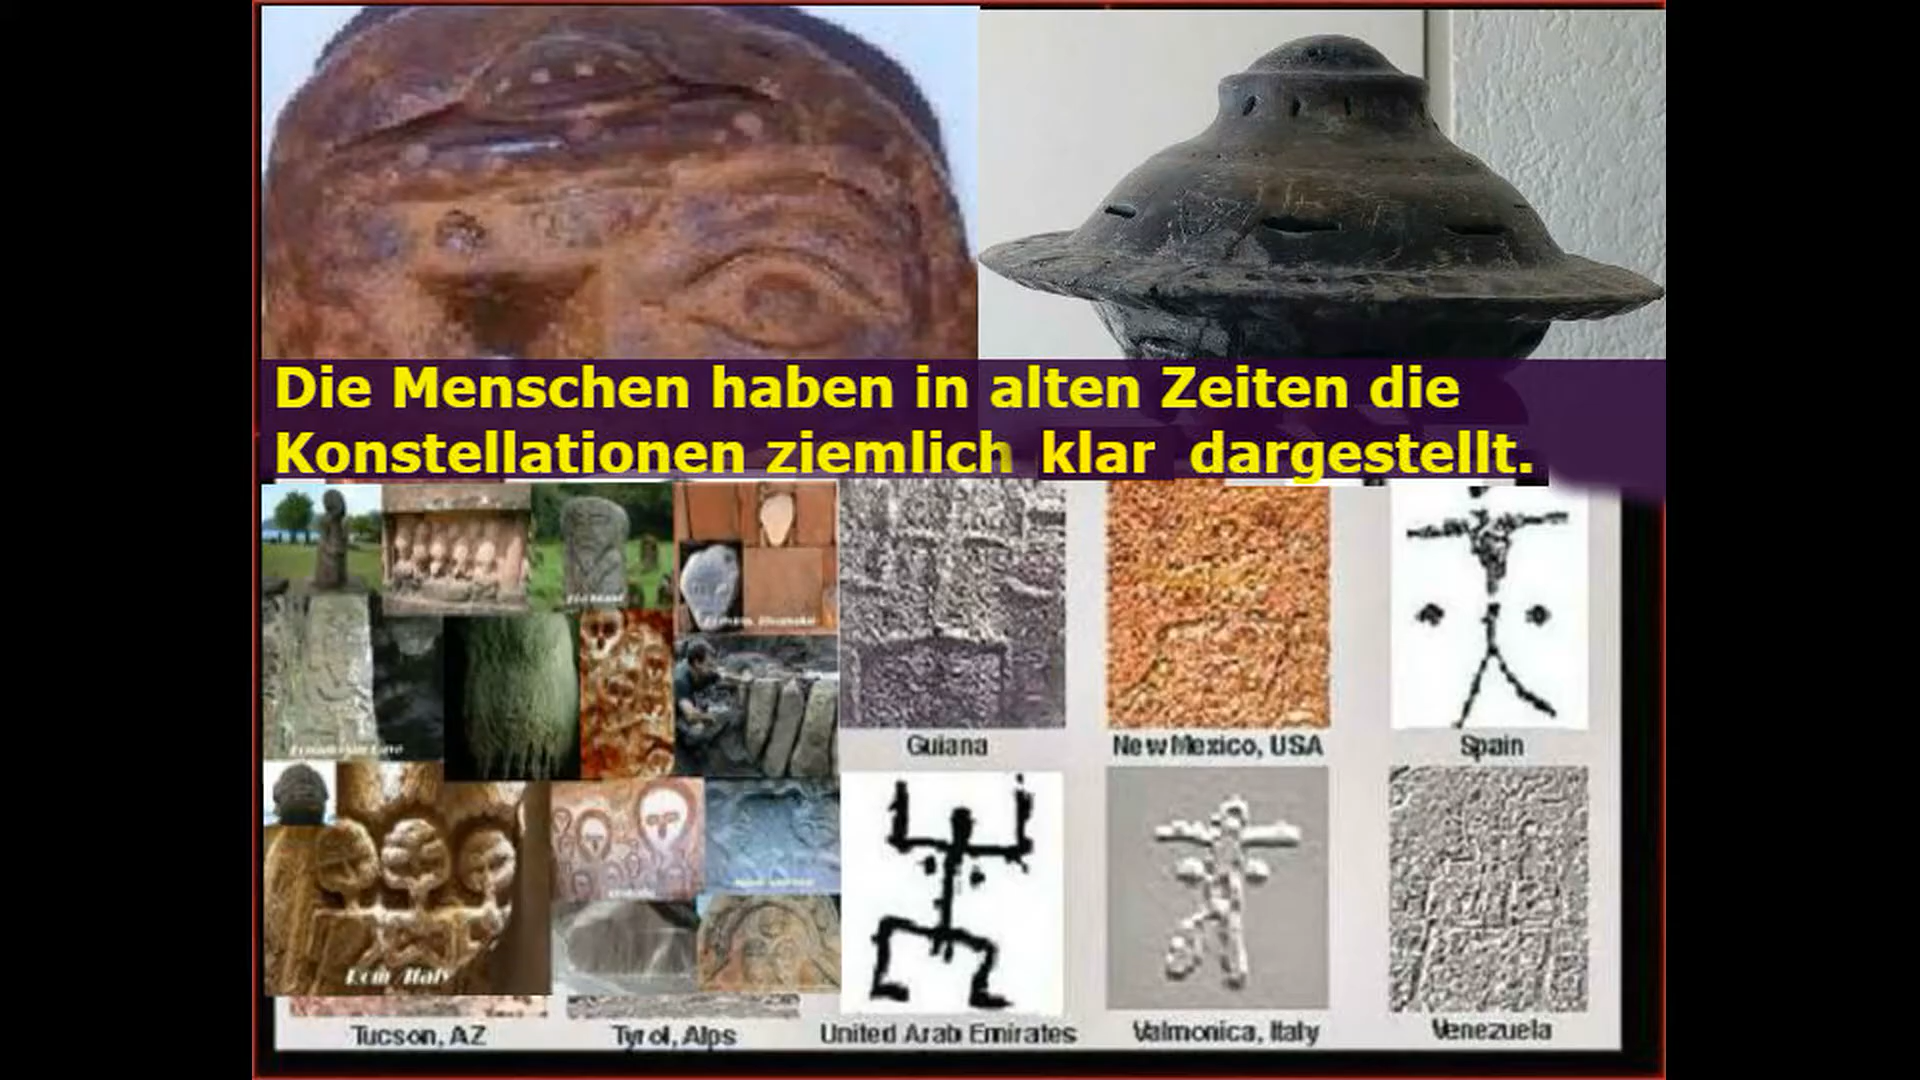 Die Menschen haben in alten Zeiten die
Konstellationen ziemlich klar dargestellt.
Guiana
New Mexico, USA
Spain
Tucson, AZ
Tyrol, Alps
United Arab Emirates
Valmonica, Italy
Venezuela